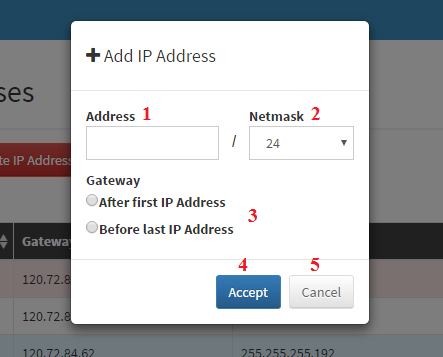 + Add IP Address
ses
Address 1
Netmask 2
/
24
te IP Address
Gateway
After first IP Address
3
Before last IP Address
Gateway
4
5
Accept
Cancel
120.72.8
120.72.8
120.72.84.62
255.255.255.192